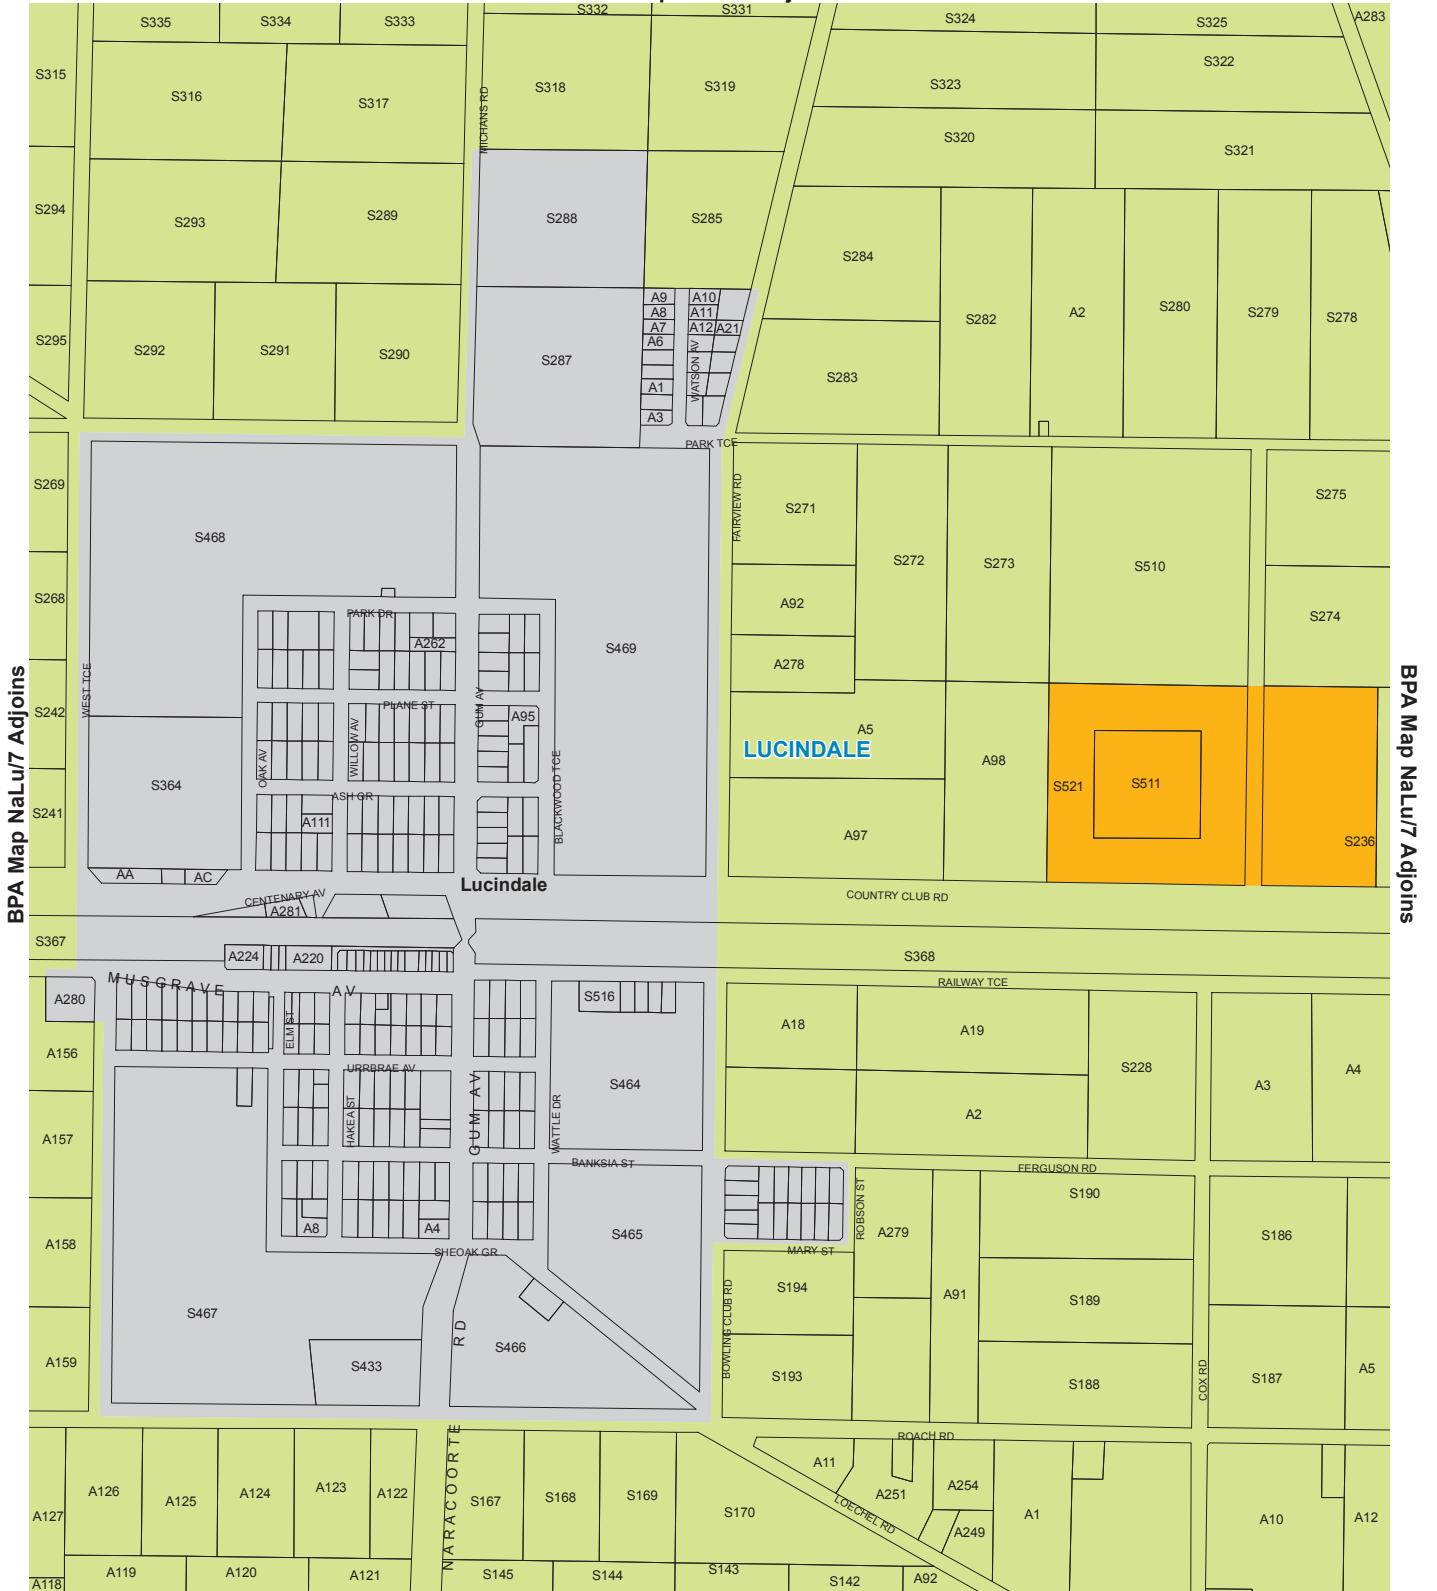 S335
S334
S333
S332
S331
S324
S325
A283
S315
S316
S317
MICHANS RD
S318
S319
S323
S322
S320
S321
S294
S293
S289
S288
S285
S284
S282
A2
S280
S279
S278
S295
S292
S291
S290
S287
A9
A10
A8
A11
A7
A12
A21
A6
WATSON AV
A1
A3
S283
PARK TCE
S269
S468
FAIRVIEW RD
S271
S272
S273
S510
S275
S268
PARK DR
A262
S469
A92
S274
A278
WEST TCE
S242
PLANE ST
GUM AV
A95
A5
LUCINDALE
A98
S521
S511
S236
OAK AV
WILLOW AV
BLACKWOOD TCE
S364
S241
ASH GR
A111
A97
BPA Map NaLu/7 Adjoins
BPA Map NaLu/7 Adjoins
AA
AC
Lucindale
CENTENARY AV
A281
COUNTRY CLUB RD
S367
A224
A220
S368
MUSGRAVE AV
RAILWAY TCE
A280
S516
ELM ST
A18
A19
A156
URRBRAE AV
S464
S228
A3
A4
HAKEA ST
GUM AV
WATTLE DR
A2
A157
BANKSIA ST
FERGUSON RD
S190
ROBSON ST
A8
A4
A158
SHEOAK GR
S465
MARY ST
A279
S186
S467
S194
BOWLING CLUB RD
A91
S189
RD
S466
S433
A159
S193
S188
COX RD
S187
A5
NARACOORTE
ROACH RD
A127
A126
A125
A124
A123
A122
S167
S168
S169
S170
A11
LOECHEL RD
A251
A254
A249
A1
A10
A12
A118
A119
A120
A121
S145
S144
S143
S142
A92